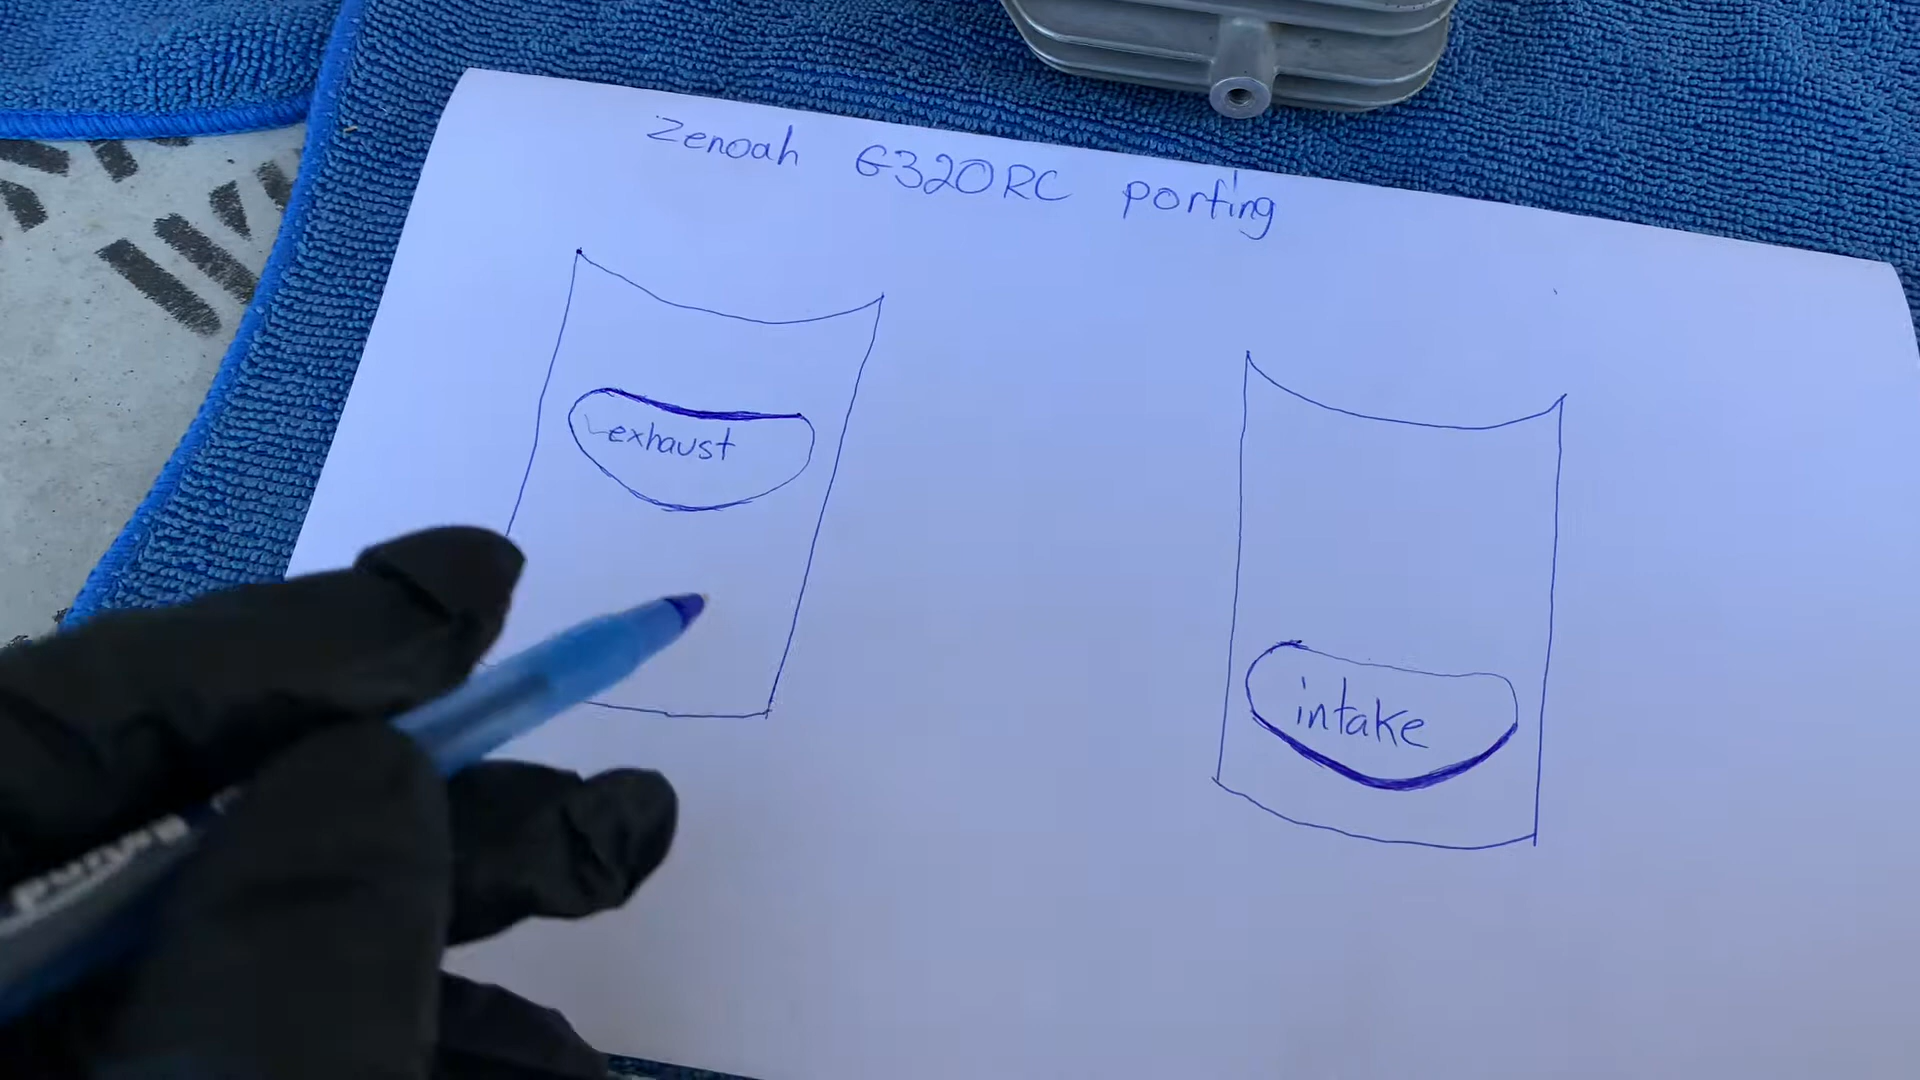 Zenoah G320RC porting
exhaust
intake